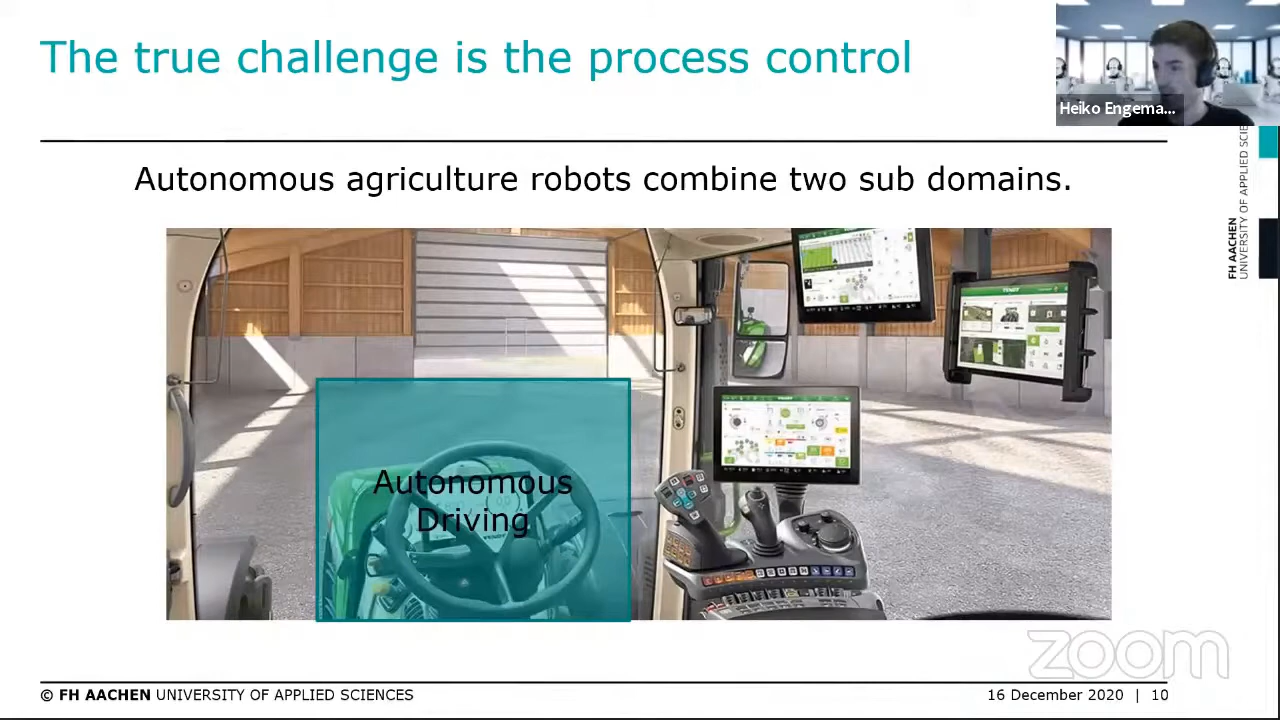 The true challenge is the process control
Heiko Engema...
Autonomous agriculture robots combine two sub domains.
FH AACHEN
UNIVERSITY OF APPLIED SCIE
FENDT
Autonomous
Driving
zoom
© FH AACHEN UNIVERSITY OF APPLIED SCIENCES
16 December 2020 | 10